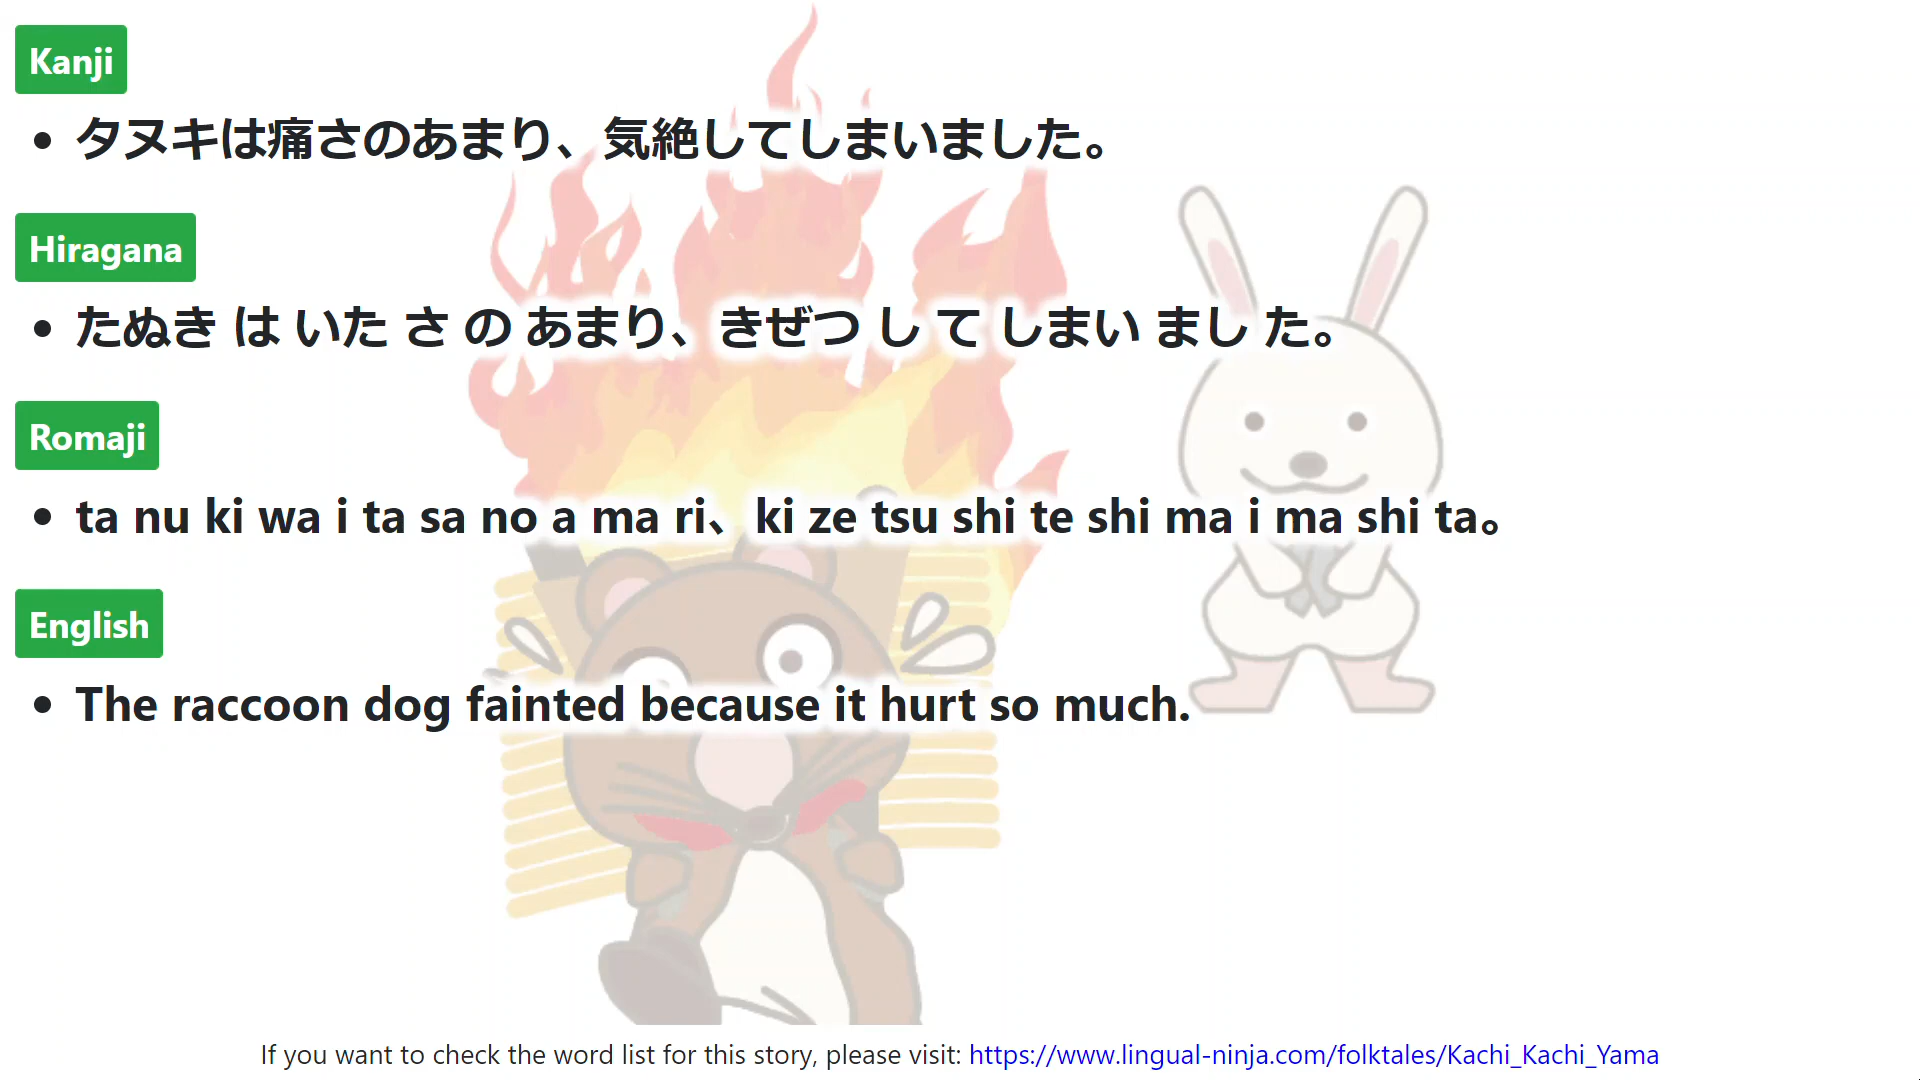 Kanji
• タヌキは痛さのあまり、気絶してしまいました。
Hiragana
• たぬき は いた さ の あまり、きぜつ し て しまい まし た。
Romaji
• ta nu ki wa i ta sa no a ma ri、ki ze tsu shi te shi ma i ma shi ta。
English
• The raccoon dog fainted because it hurt so much.
If you want to check the word list for this story, please visit: https://www.lingual-ninja.com/folktales/Kachi_Kachi_Yama